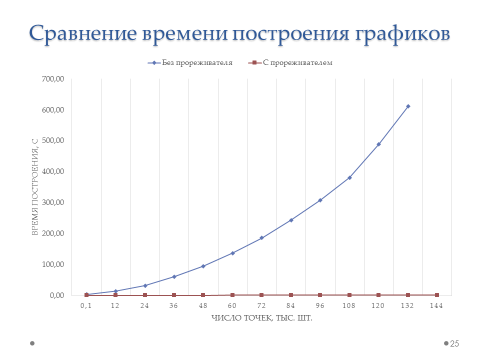 Сравнение времени построения графиков
Без прореживателя С прореживателем
700,00
600,00
500,00
400,00
300,00
200,00
100,00
0,00
ВРЕМЯ ПОСТРОЕНИЯ, С
0,1 12 24 36 48 60 72 84 96 108 120 132 144
ЧИСЛО ТОЧЕК, ТЫС. ШТ.
25